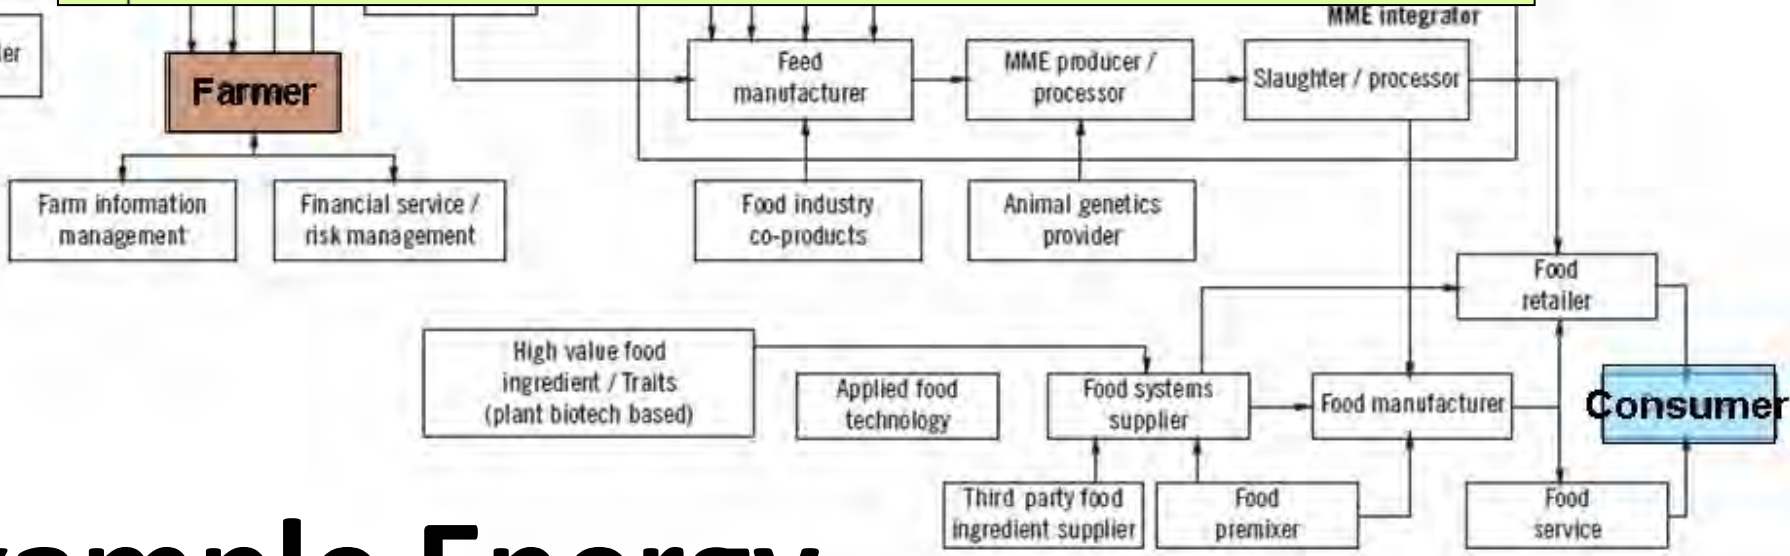 MME integrator
Farmer
Feed
manufacturer
MME producer /
processor
Slaughter / processor
Farm information
management
Financial service /
risk management
Food industry
co-products
Animal genetics
provider
Food
retailer
High value food
ingredient / Traits
(plant biotech based)
Applied food
technology
Food systems
supplier
Food manufacturer
Consumer
Third party food
ingredient supplier
Food
premixer
Food
service